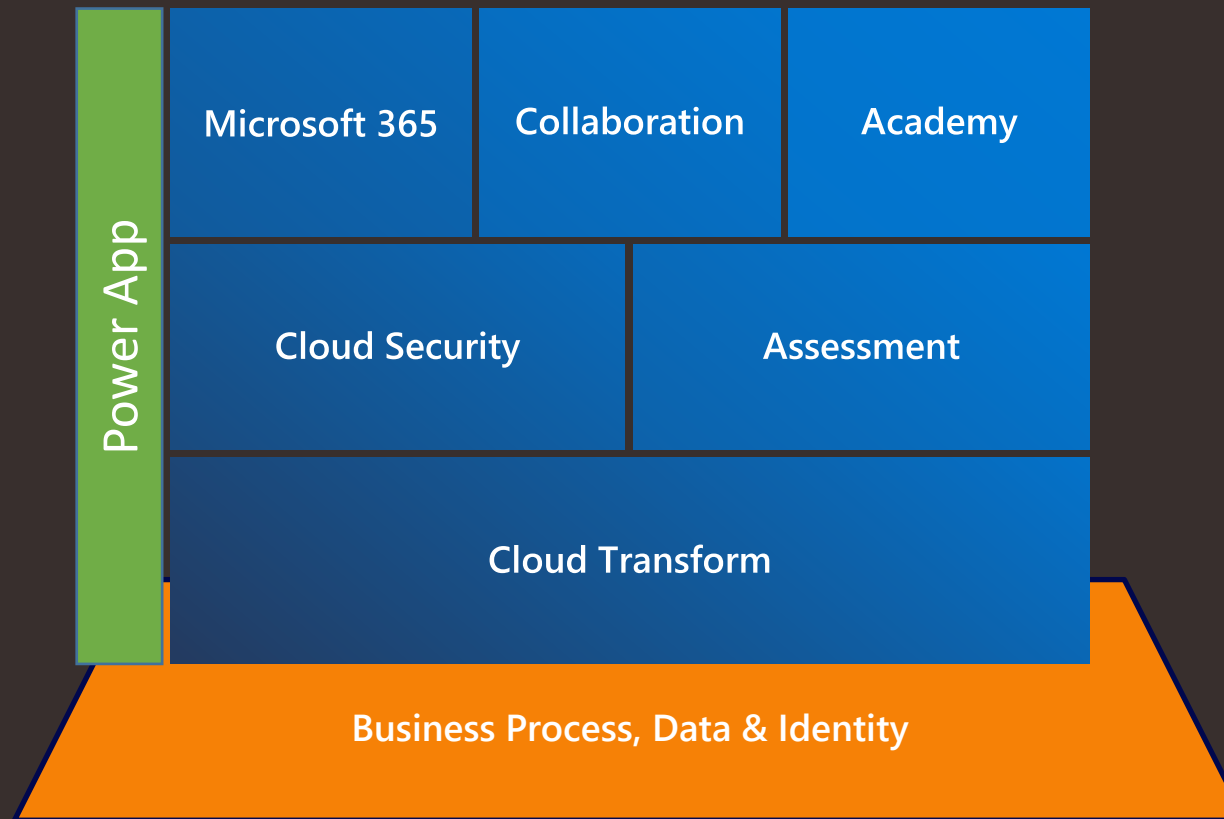 Microsoft 365
Collaboration
Academy
Power App
Cloud Security
Assessment
Cloud Transform
Business Process, Data & Identity